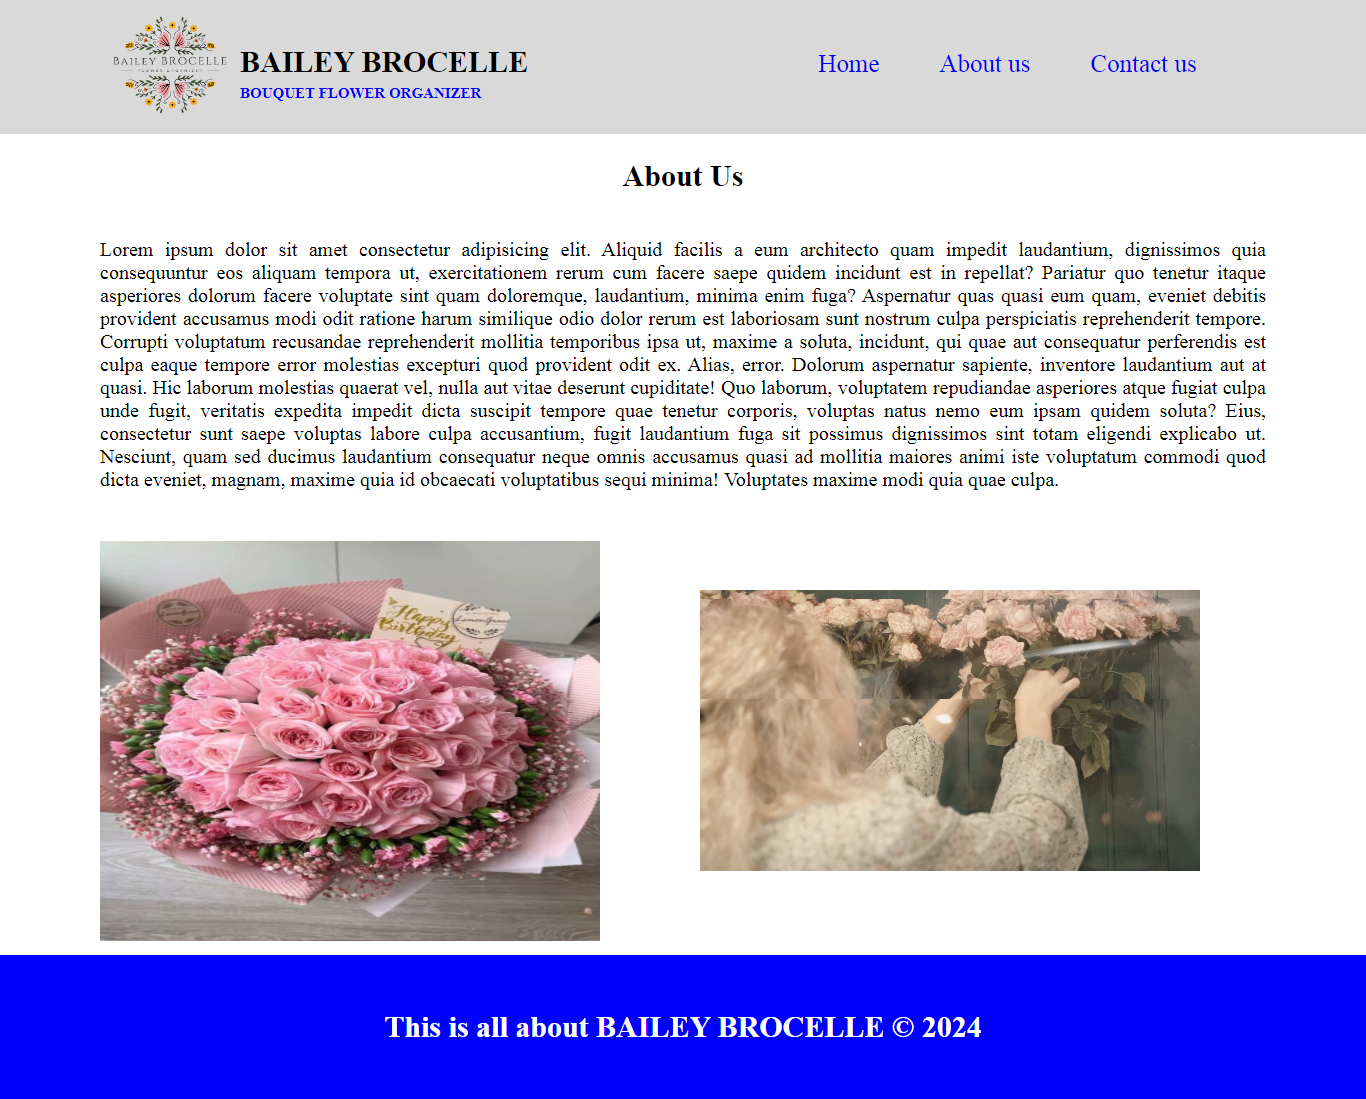 BAILEY BROCELLE
FLOWER ORGANIZER
BAILEY BROCELLE
BOUQUET FLOWER ORGANIZER
Home
About us
Contact us
About Us
Lorem ipsum dolor sit amet consectetur adipisicing elit. Aliquid facilis a eum architecto quam impedit laudantium, dignissimos quia
consequuntur eos aliquam tempora ut, exercitationem rerum cum facere saepe quidem incidunt est in repellat? Pariatur quo tenetur itaque
asperiores dolorum facere voluptate sint quam doloremque, laudantium, minima enim fuga? Aspernatur quas quasi eum quam, eveniet debitis
provident accusamus modi odit ratione harum similique odio dolor rerum est laboriosam sunt nostrum culpa perspiciatis reprehenderit tempore.
Corrupti voluptatum recusandae reprehenderit mollitia temporibus ipsa ut, maxime a soluta, incidunt, qui quae aut consequatur perferendis est
culpa eaque tempore error molestias excepturi quod provident odit ex. Alias, error. Dolorum aspernatur sapiente, inventore laudantium aut at
quasi. Hic laborum molestias quaerat vel, nulla aut vitae deserunt cupiditate! Quo laborum, voluptatem repudiandae asperiores atque fugiat culpa
unde fugit, veritatis expedita impedit dicta suscipit tempore quae tenetur corporis, voluptas natus nemo eum ipsam quidem soluta? Eius,
consectetur sunt saepe voluptas labore culpa accusantium, fugit laudantium fuga sit possimus dignissimos sint totam eligendi explicabo ut.
Nesciunt, quam sed ducimus laudantium consequatur neque omnis accusamus quasi ad mollitia maiores animi iste voluptatum commodi quod
dicta eveniet, magnam, maxime quia id obcaecati voluptatibus sequi minima! Voluptates maxime modi quia quae culpa.
Happy
Birthday
This is all about BAILEY BROCELLE © 2024